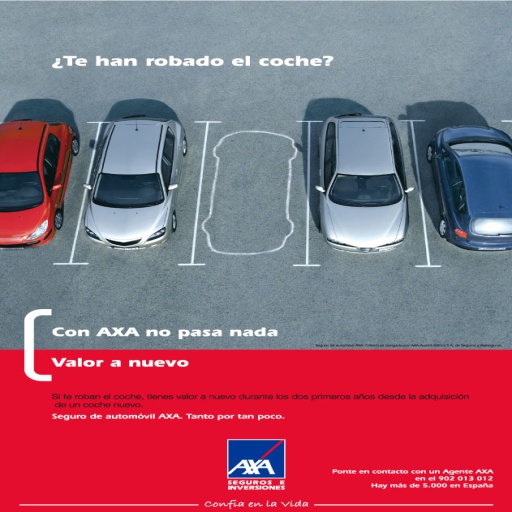 ¿Te han robado el coche?
Con AXA no pasa nada
Valor a nuevo
Si te roban el coche, tienes valor a nuevo durante los dos primeros años desde la adquisición
de un coche nuevo.
Seguro de automóvil AXA. Tanto por tan poco.
AXA
SEGUROS E
INVERSIONES
Ponte en contacto con un Agente AXA
en el 902 013 012
Hay más de 5.000 en España
Confía en la Vida